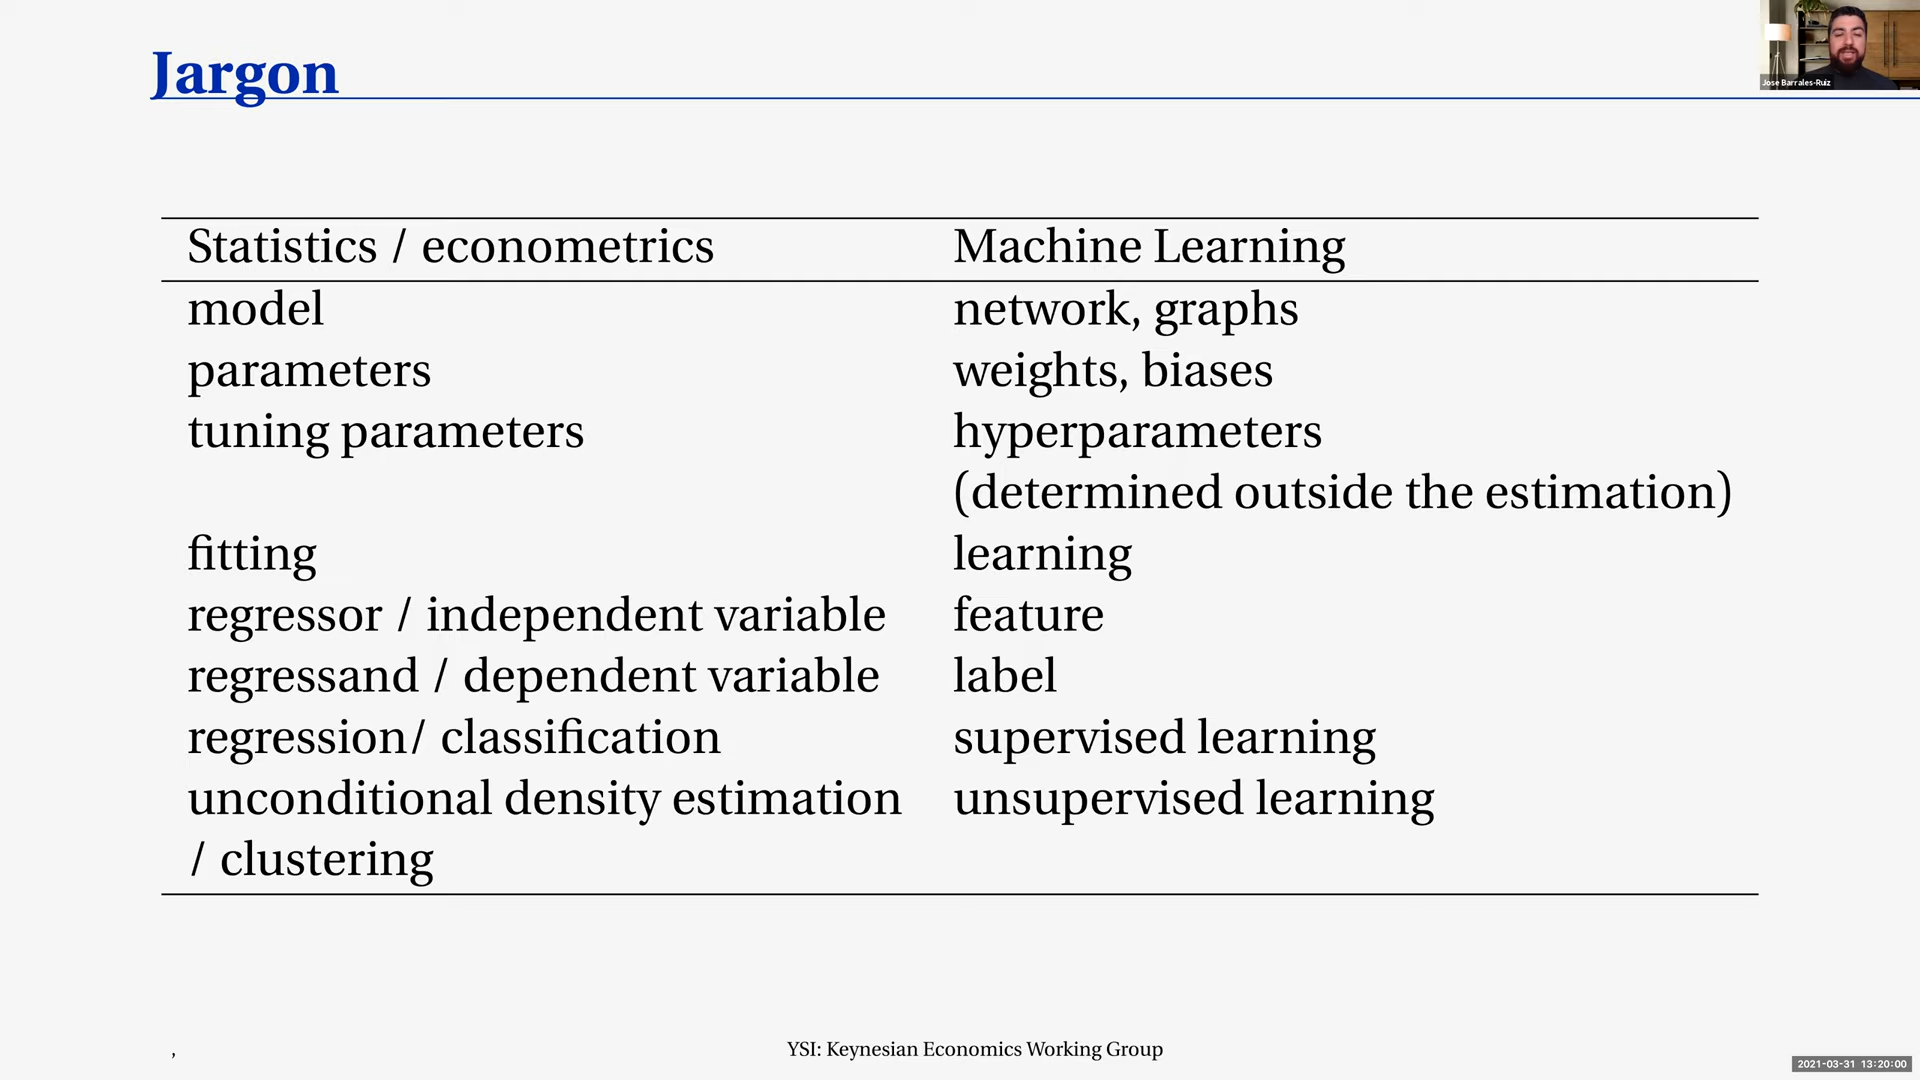 Jargon
Jose Barrales-Ruiz
Statistics / econometrics Machine Learning
model network, graphs
parameters weights, biases
tuning parameters hyperparameters
(determined outside the estimation)
fitting learning
regressor / independent variable feature
regressand / dependent variable label
regression/ classification supervised learning
unconditional density estimation unsupervised learning
/ clustering
,
YSI: Keynesian Economics Working Group
2021-03-31 13:20:00